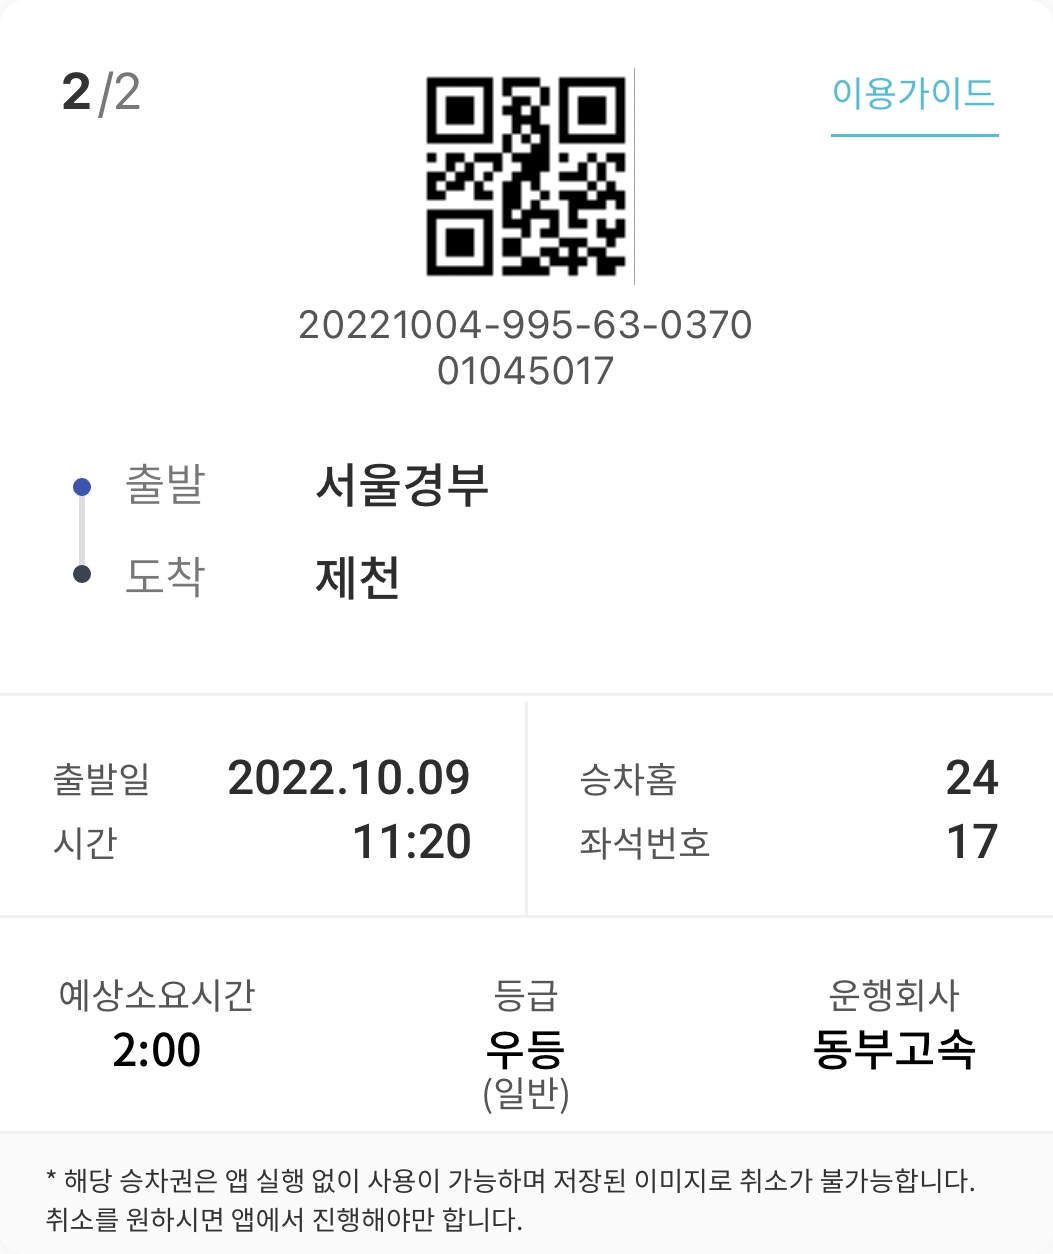 2/2
이용가이드
20221004-995-63-0370
01045017
출발 서울경부
도착 제천
출발일 2022.10.09 승차홈 24
시간 11:20 좌석번호 17
예상소요시간 등급 운행회사
2:00 우등 동부고속
(일반)
* 해당 승차권은 앱 실행 없이 사용이 가능하며 저장된 이미지로 취소가 불가능합니다.
취소를 원하시면 앱에서 진행해야만 합니다.